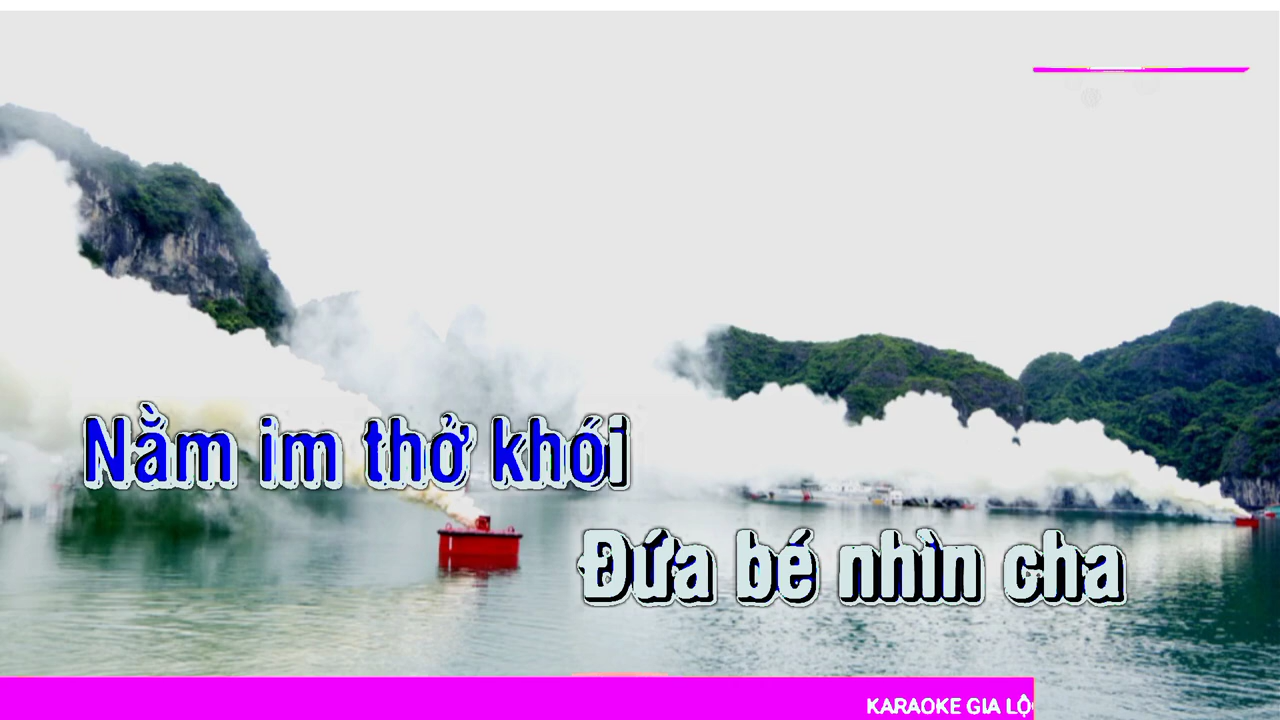 Nằm im thở khói
Đứa bé nhìn cha
KARAOKE GIA LỘ